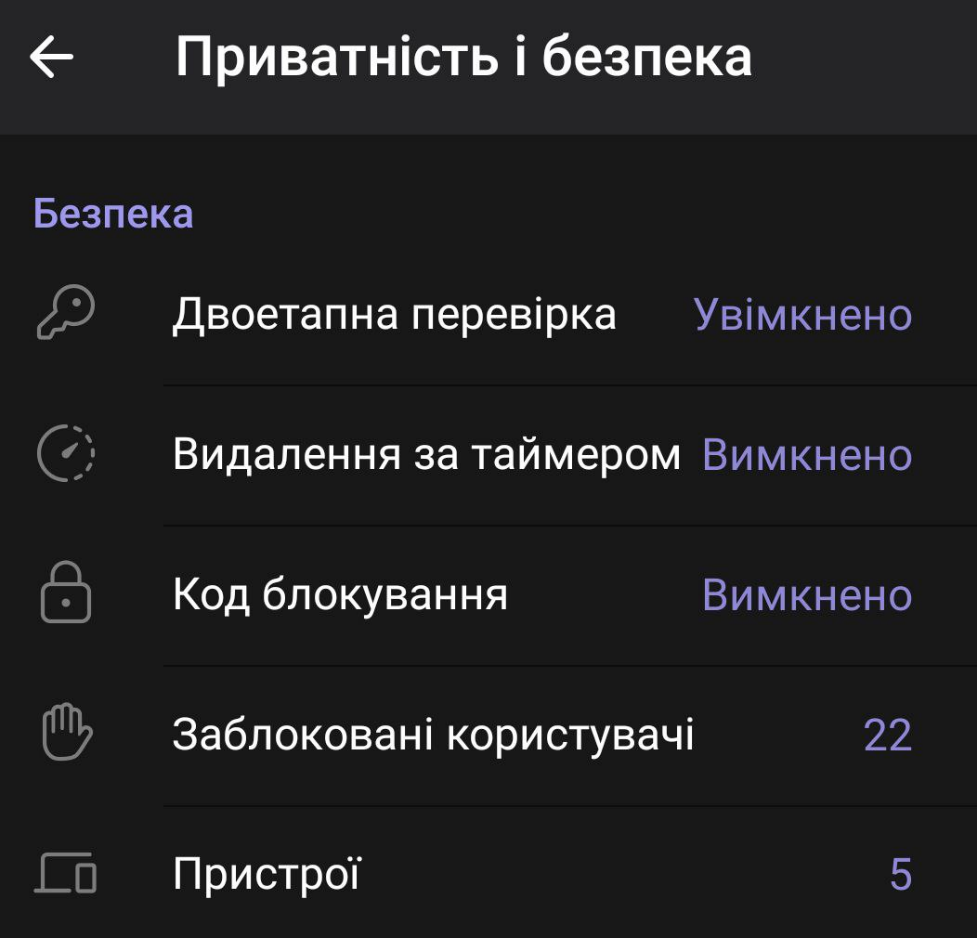 Приватність і безпека
Безпека
Двоетапна перевірка Увімкнено
Видалення за таймером Вимкнено
Код блокування Вимкнено
Заблоковані користувачі 22
Пристрої 5